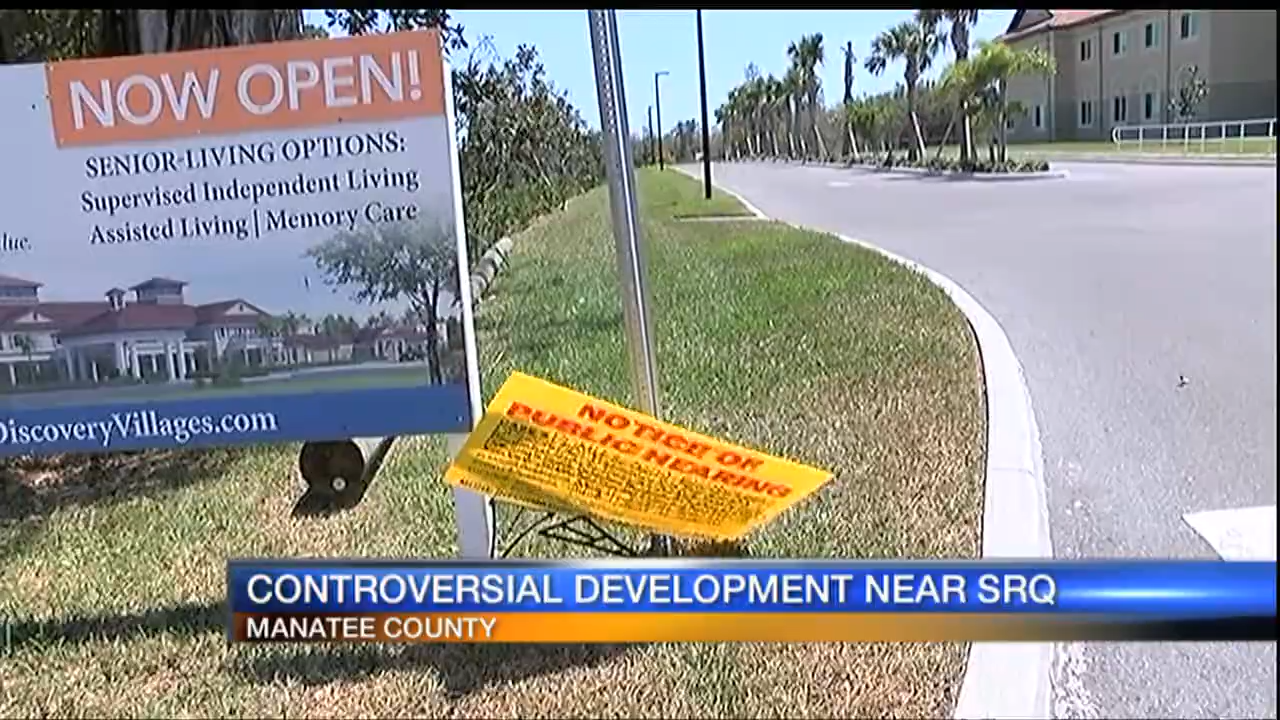 NOW OPEN!
SENIOR-LIVING OPTIONS:
Supervised Independent Living
Assisted Living | Memory Care
DiscoveryVillages.com
NOTICE OF
PUBLIC HEARING
CONTROVERSIAL DEVELOPMENT NEAR SRQ
MANATEE COUNTY